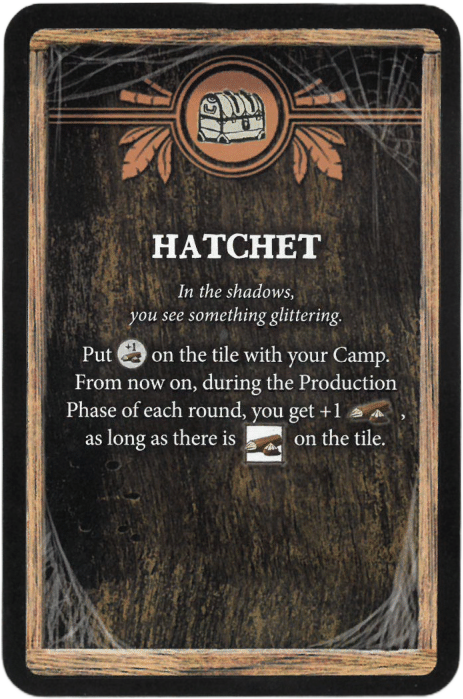 HATCHET
In the shadows,
you see something glittering.
Put +1 on the tile with your Camp.
From now on, during the Production
Phase of each round, you get +1 ,
as long as there is on the tile.